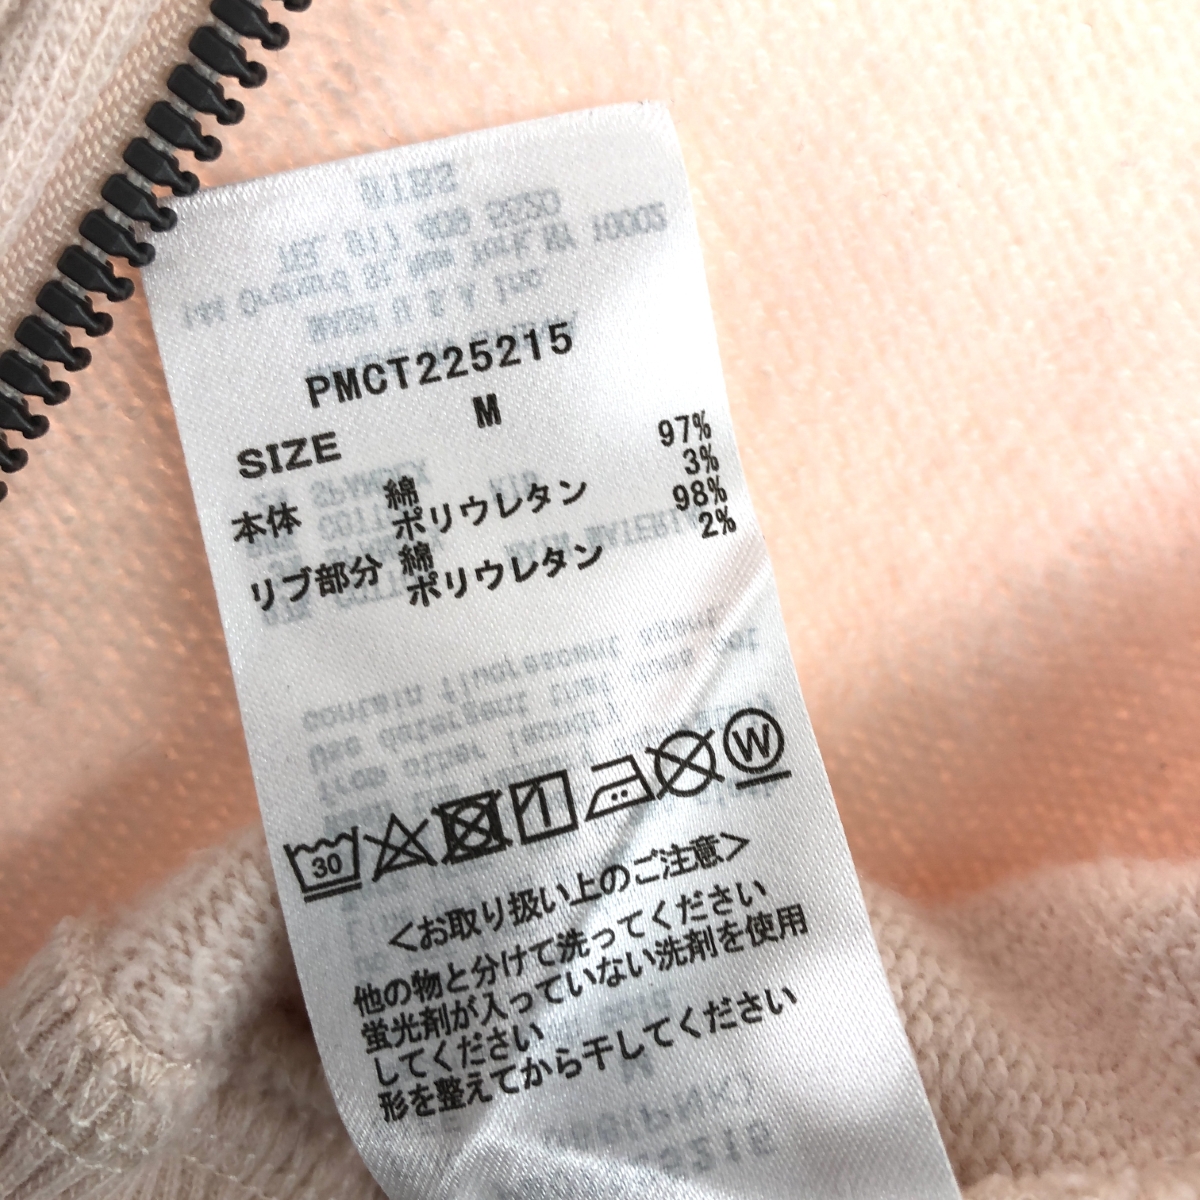 PMCT225215
SIZE M
本体 綿 97%
ポリウレタン 3%
リブ部分 綿 98%
ポリウレタン 2%
30 W
<お取り扱い上のご注意>
他の物と分けて洗ってください
蛍光剤が入っていない洗剤を使用
してください
形を整えてから干してください